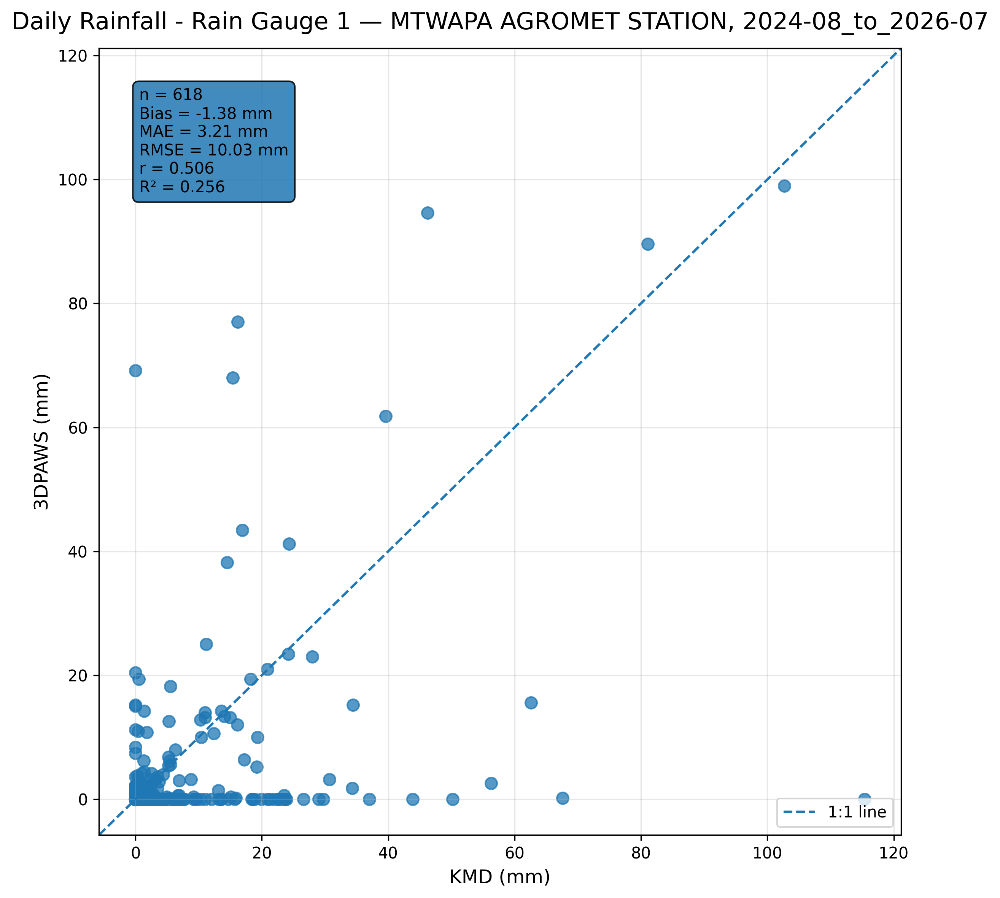 Daily Rainfall - Rain Gauge 1 — MTWAPA AGROMET STATION, 2024-08_to_2026-07
120
100
80
60
40
20
0
3DPAWS (mm)
n = 618
Bias = -1.38 mm
MAE = 3.21 mm
RMSE = 10.03 mm
r = 0.506
R² = 0.256
1:1 line
0 20 40 60 80 100 120
KMD (mm)